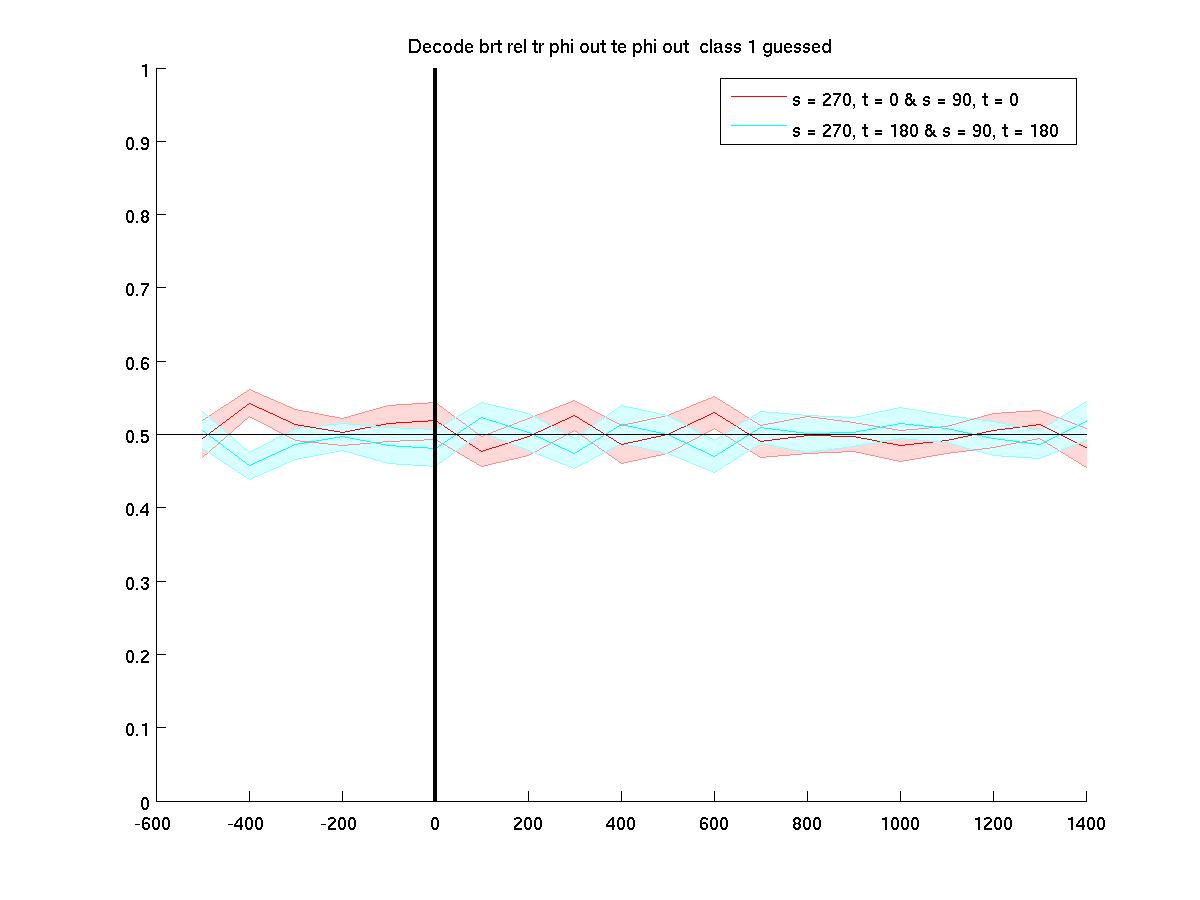 Decode brt rel tr phi out te phi out  class 1 guessed
s = 270, t = 0 & s = 90, t = 0
s = 270, t = 180 & s = 90, t = 180
1
0.9
0.8
0.7
0.6
0.5
0.4
0.3
0.2
0.1
0
-600 -400 -200 0 200 400 600 800 1000 1200 1400